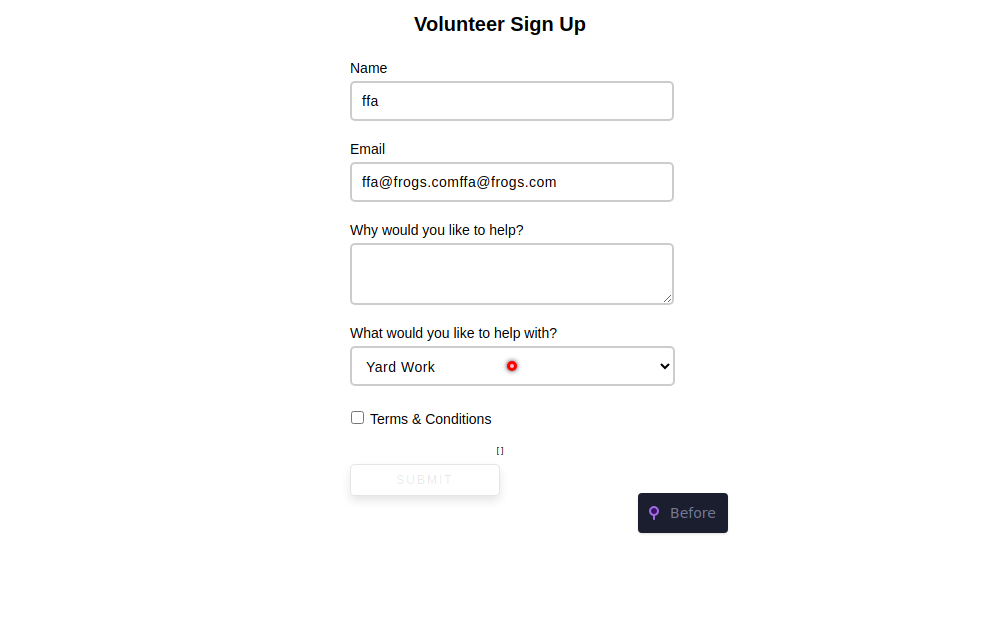 Volunteer Sign Up
Name
ffa
Email
ffa@frogs.comffa@frogs.com
Why would you like to help?
What would you like to help with?
Yard Work
Terms & Conditions
[]
SUBMIT
Before